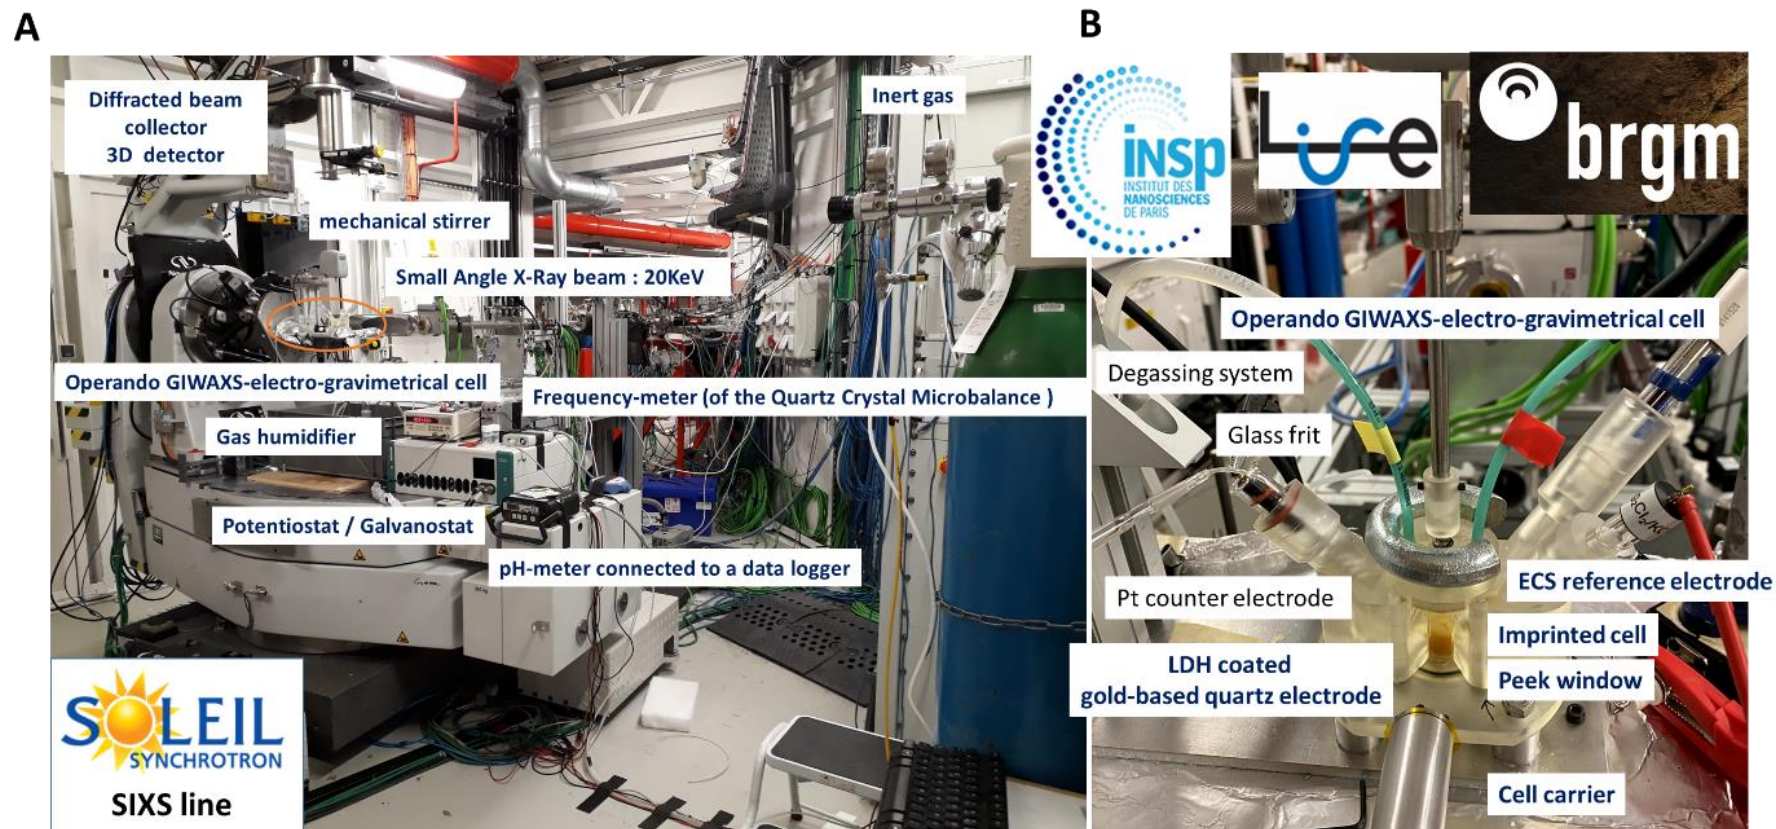 A
Diffracted beam
collector
3D detector
Inert gas
mechanical stirrer
Small Angle X-Ray beam : 20KeV
Operando GIWAXS-electro-gravimetrical cell
Frequency-meter (of the Quartz Crystal Microbalance )
Gas humidifier
Potentiostat / Galvanostat
pH-meter connected to a data logger
SOLEIL
SYNCHROTRON
SIXS line
B
insp
INSTITUT DES
NANOSCIENCES
DE PARIS
Lise
brgm
Operando GIWAXS-electro-gravimetrical cell
Degassing system
Glass frit
Pt counter electrode
ECS reference electrode
Imprinted cell
LDH coated
gold-based quartz electrode
Peek window
Cell carrier